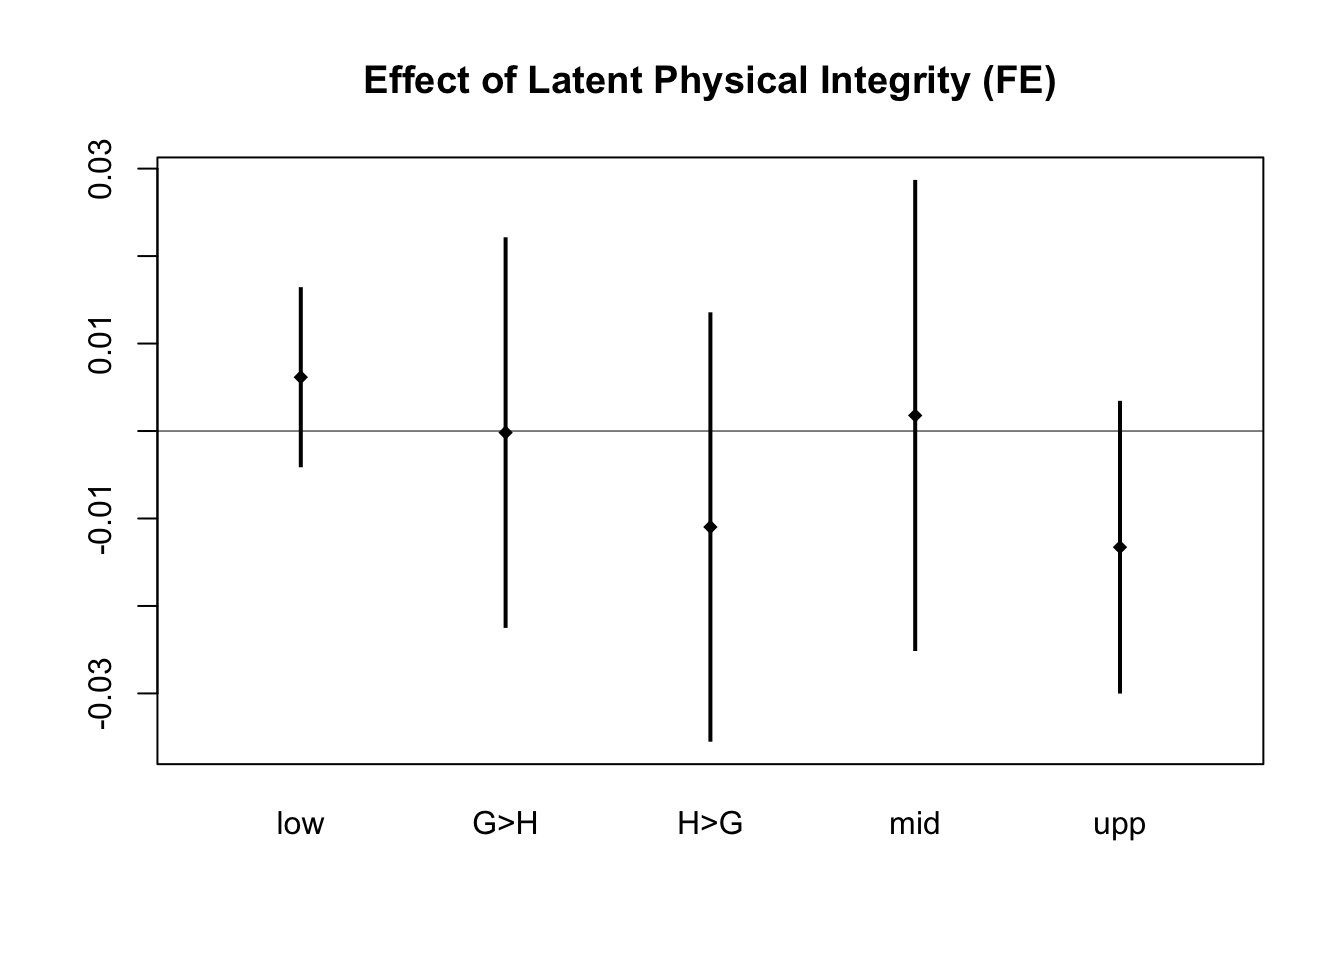 Effect of Latent Physical Integrity (FE)
0.03
0.01
-0.01
-0.03
low G>H H>G mid upp